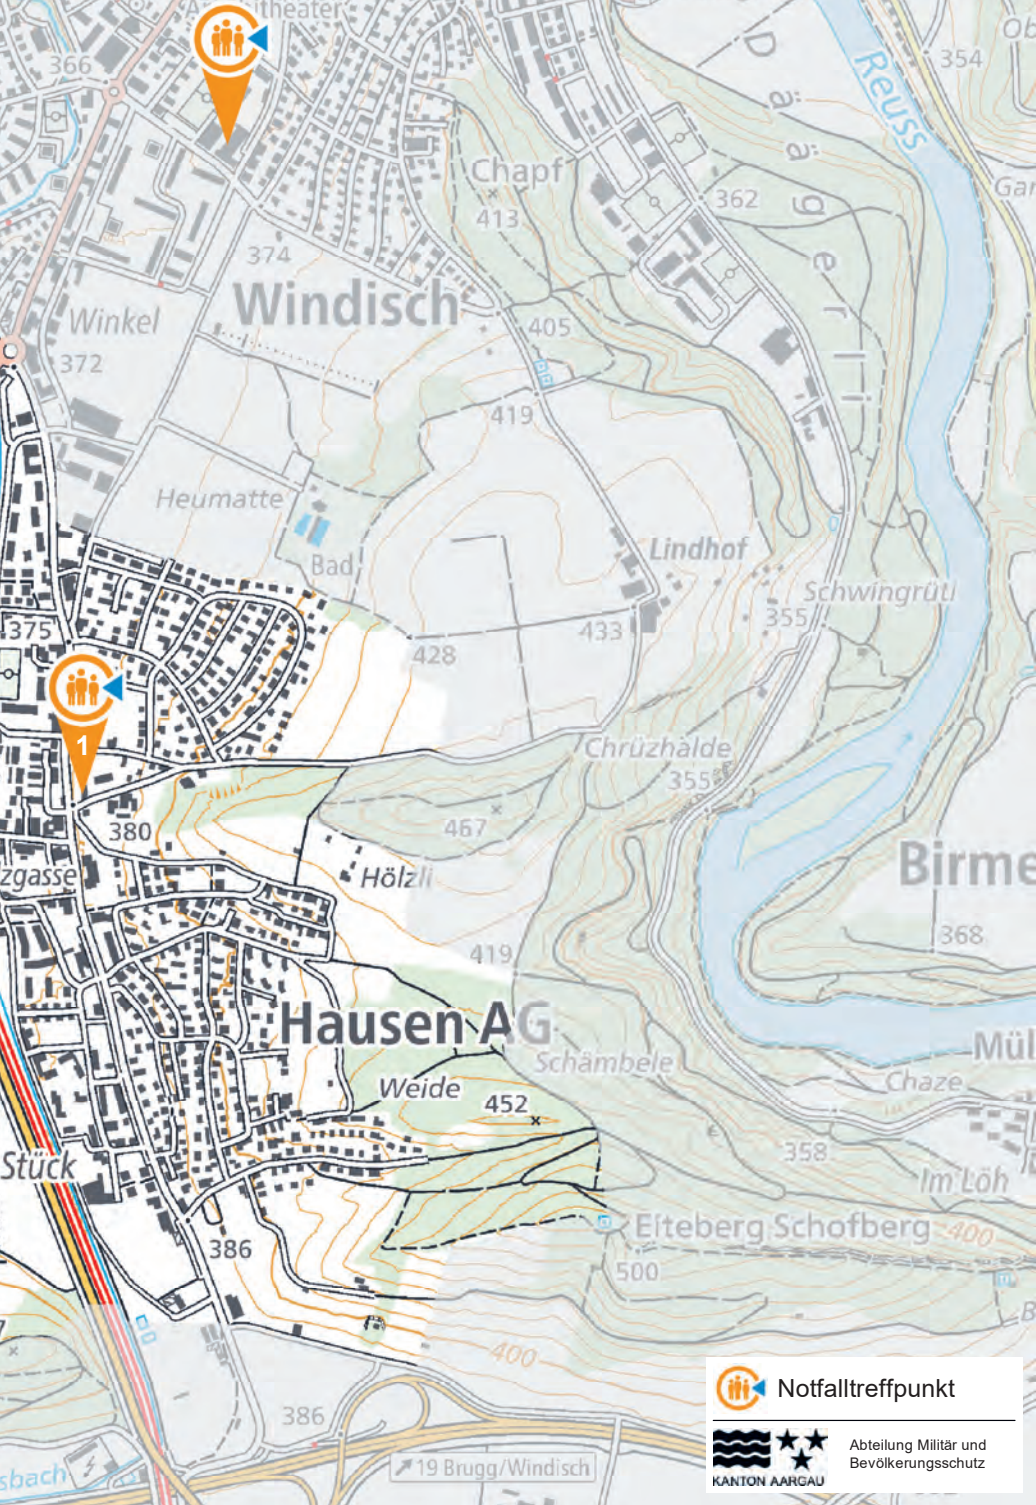 366
354
Reuss
Dägerli
Chapf
413
362
374
Windisch
Winkel
405
372
419
Heumatte
Bad
Lindhof
Schwingrüti
355
375
433
428
1
Chrüzhalde
355
380
467
Birme
zgasse
Hölzli
368
419
Hausen AG
Schämbele
Mül
Weide
452
Chaze
358
Stück
Im Löh
Eiteberg Schofberg
400
386
500
400
386
19 Brugg/Windisch
sbach
Notfalltreffpunkt
KANTON AARGAU
Abteilung Militär und
Bevölkerungsschutz